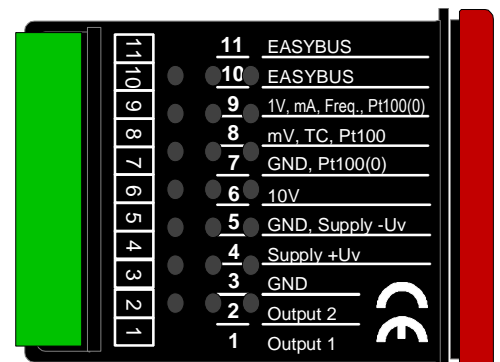 11 EASYBUS
10 EASYBUS
9 1V, mA, Freq., Pt100(0)
8 mV, TC, Pt100
7 GND, Pt100(0)
6 10V
5 GND, Supply -Uv
4 Supply +Uv
3 GND
2 Output 2
1 Output 1
11
10
9
8
7
6
5
4
3
2
1
CE